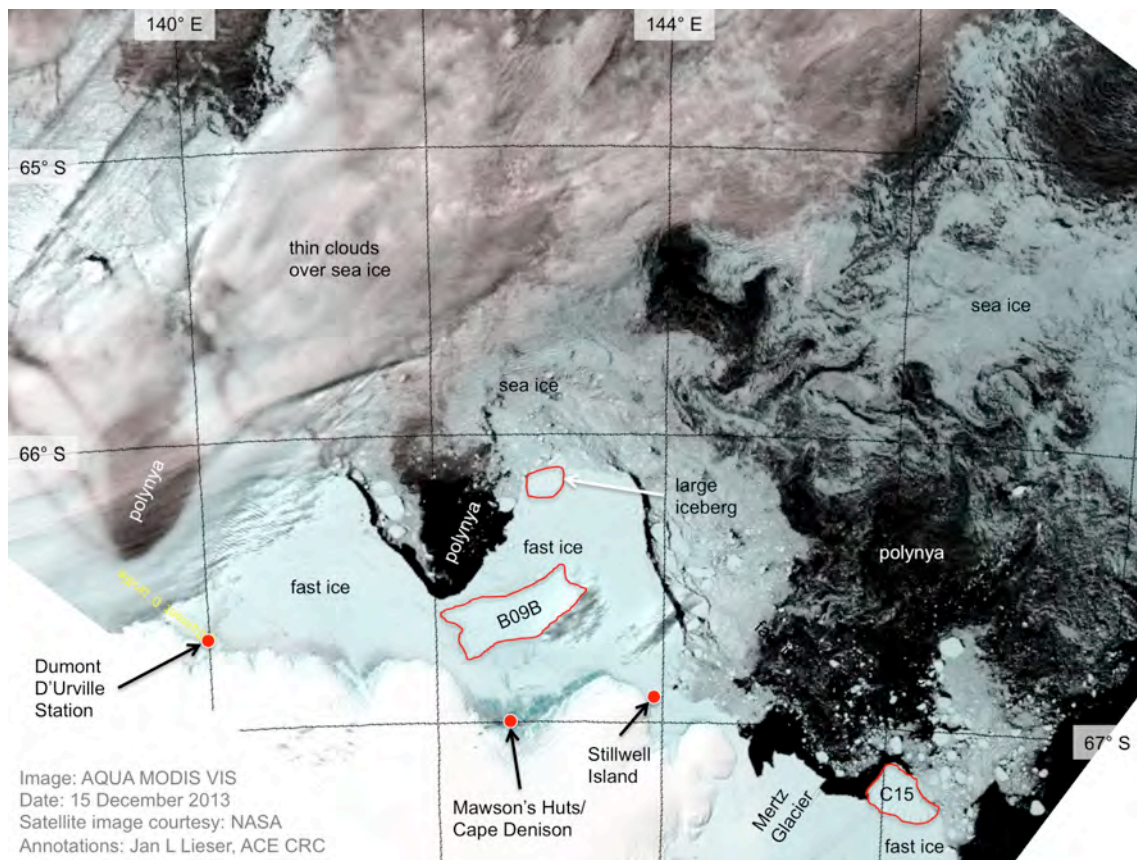 140° E
144° E
65° S
thin clouds
over sea ice
sea ice
sea ice
66° S
polynya
polynya
large
iceberg
fast ice
polynya
fast ice
B09B
Dumont
D'Urville
Station
Stillwell
Island
67° S
Mawson's Huts/
Cape Denison
Mertz
Glacier
C15
fast ice
Image: AQUA MODIS VIS
Date: 15 December 2013
Satellite image courtesy: NASA
Annotations: Jan L Lieser, ACE CRC